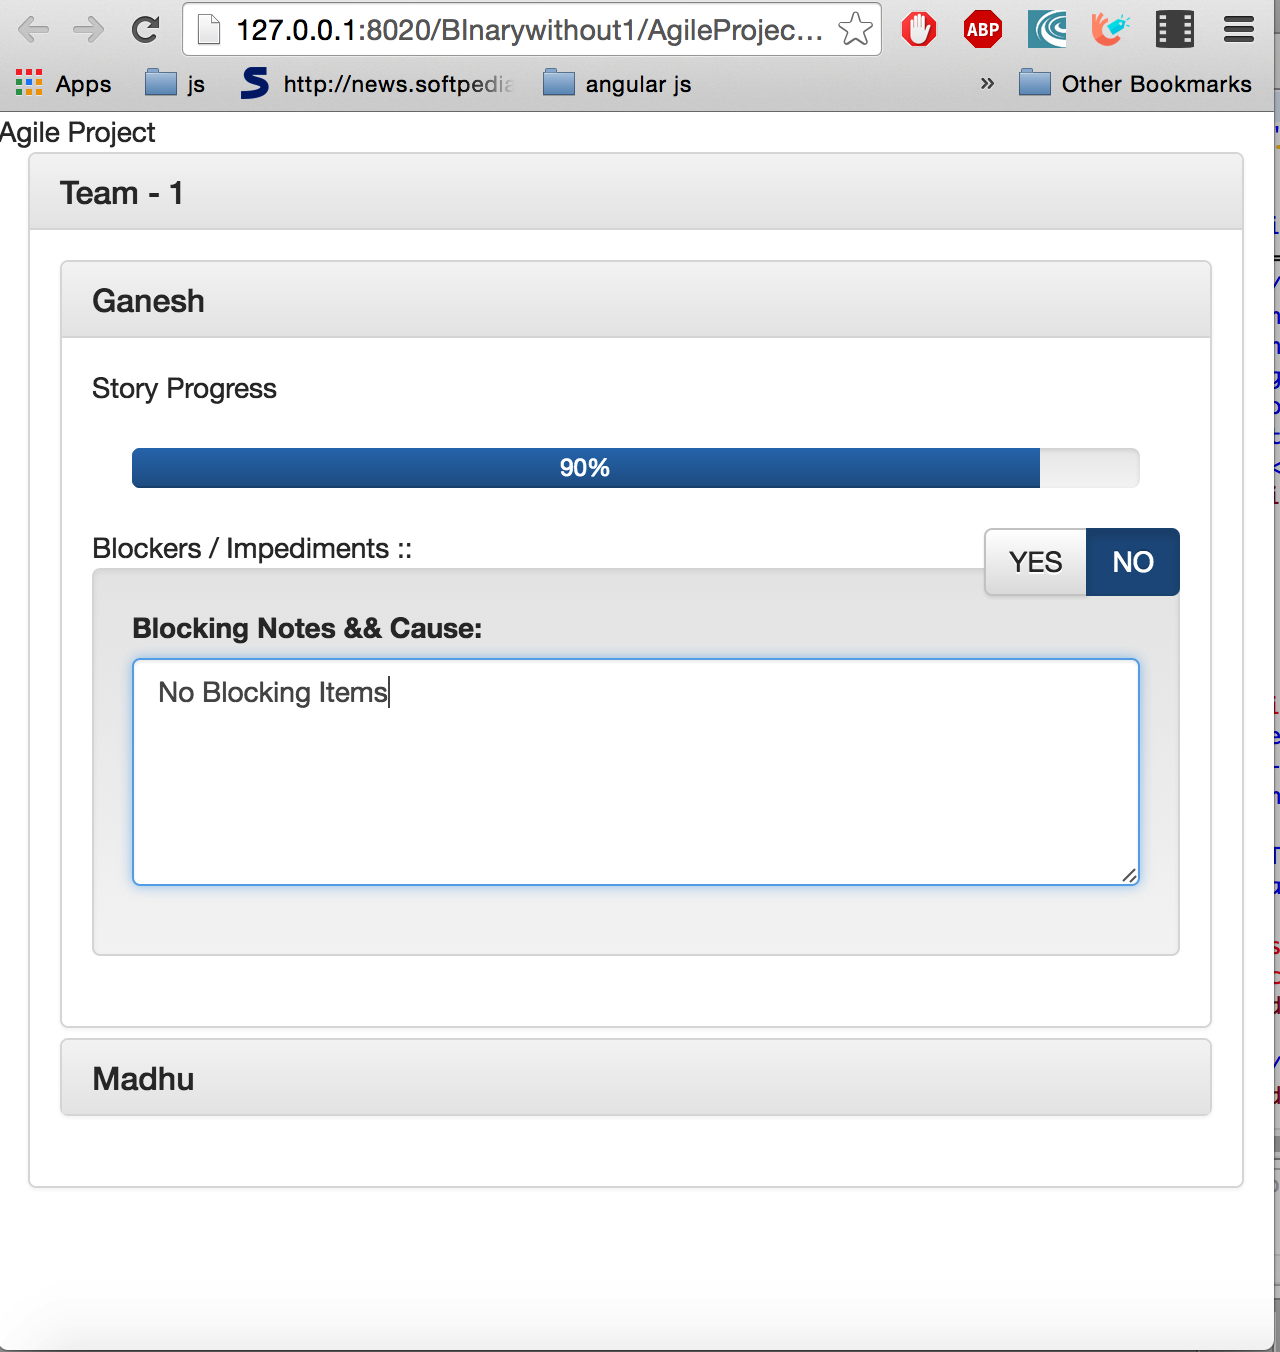 127.0.0.1:8020/BInarywithout1/AgileProjec...
ABP
Apps
js
http://news.softpedia
angular js
»
Other Bookmarks
Agile Project
Team - 1
Ganesh
Story Progress
90%
Blockers / Impediments ::
YES NO
Blocking Notes && Cause:
No Blocking Items
Madhu